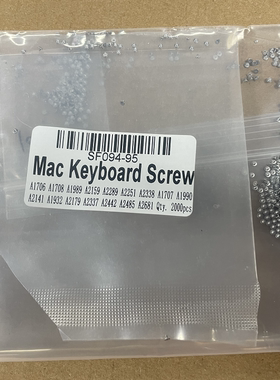 SF094-95
Mac Keyboard Screw
A1706 A1708 A1989 A2159 A2289 A2251 A2338 A1707 A1990
A2141 A1932 A2179 A2337 A2442 A2485 A2681 Qty. 2000pcs